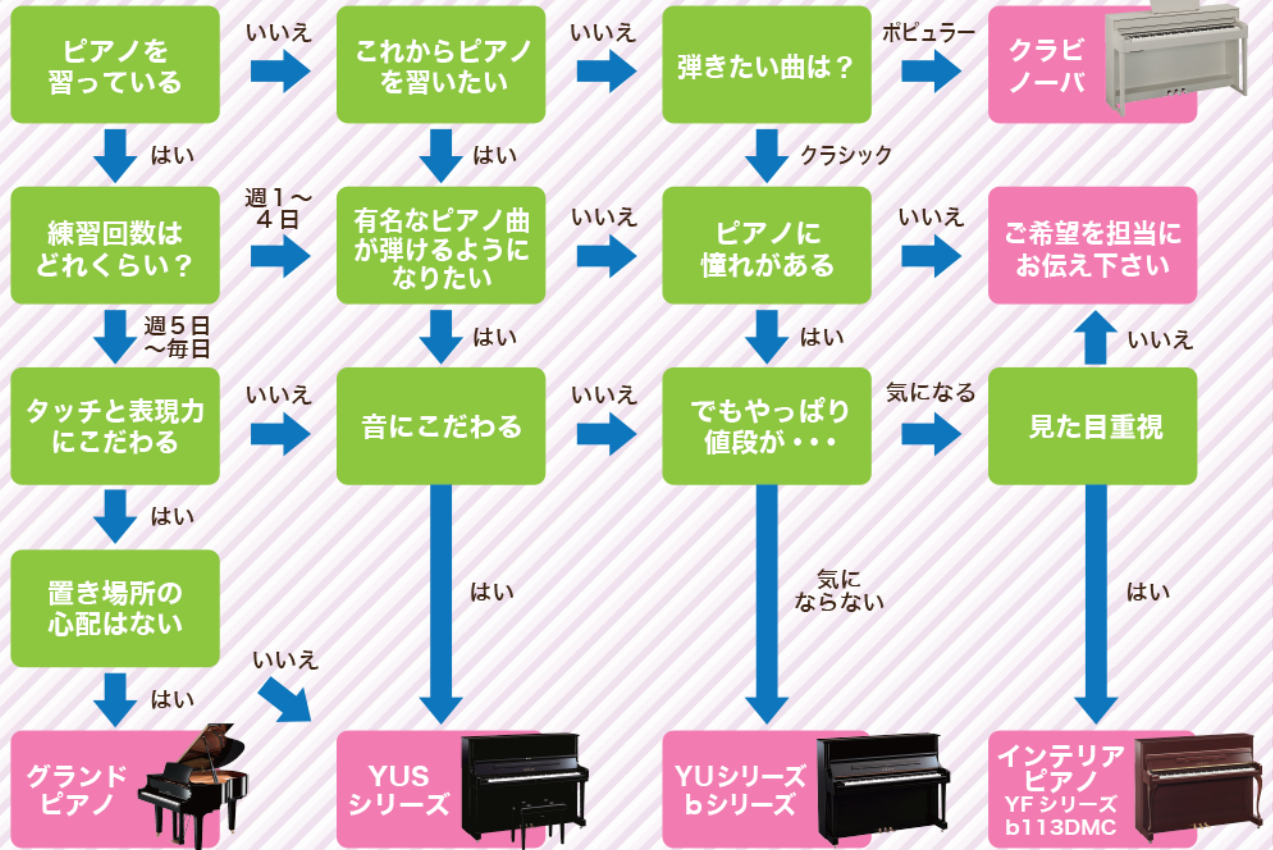 ピアノを
習っている
いいえ
これからピアノ
を習いたい
いいえ
弾きたい曲は？
ポピュラー
クラビ
ノーバ
はい
はい
クラシック
練習回数は
どれくらい？
週１～
４日
有名なピアノ曲
が弾けるように
なりたい
いいえ
ピアノに
憧れがある
いいえ
ご希望を担当に
お伝え下さい
週５日
～毎日
はい
はい
いいえ
タッチと表現力
にこだわる
いいえ
音にこだわる
いいえ
でもやっぱり
値段が・・・
気になる
見た目重視
はい
はい
気に
ならない
はい
置き場所の
心配はない
いいえ
はい
グランド
ピアノ
YUS
シリーズ
YUシリーズ
bシリーズ
インテリア
ピアノ
YFシリーズ
b113DMC